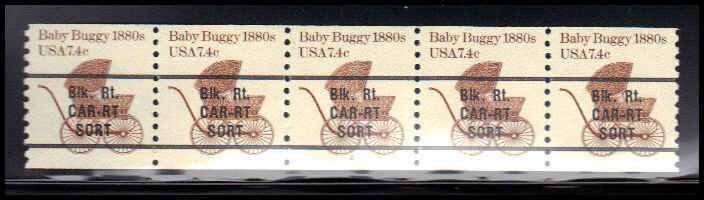 Baby Buggy 1880s Baby Buggy 1880s Baby Buggy 1880s Baby Buggy 1880s Baby Buggy 1880s
USA7.4c USA7.4c USA7.4c USA7.4c USA7.4c
Blk. Rt. Blk. Rt. Blk. Rt. Blk. Rt. Blk. Rt.
CAR-RT CAR-RT CAR-RT CAR-RT CAR-RT
SORT SORT SORT SORT SORT